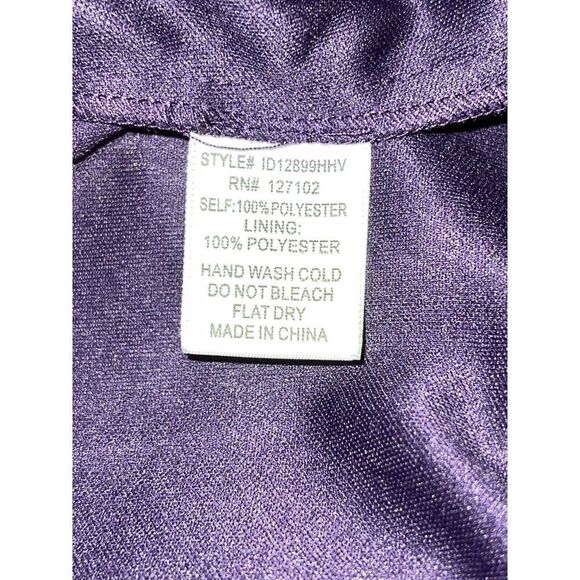 STYLE# ID12899HHV
RN# 127102
SELF:100%POLYESTER
LINING:
100% POLYESTER
HAND WASH COLD
DO NOT BLEACH
FLAT DRY
MADE IN CHINA